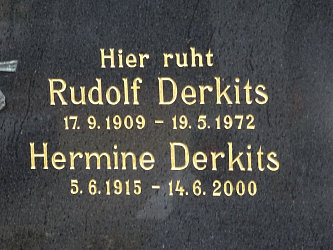 Hier ruht
Rudolf Derkits
17.9.1909 - 19.5.1972
Hermine Derkits
5.6.1915 - 14.6.2000